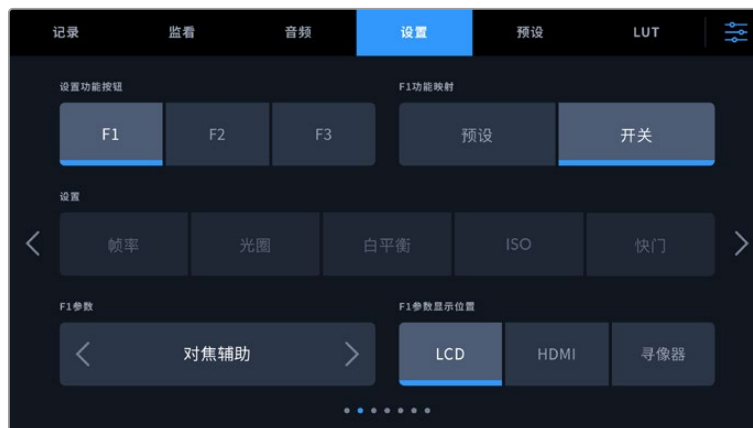 记录 监看 音频 设置 预设 LUT
设置功能按钮 F1功能映射
F1 F2 F3 预设 开关
设置
帧率 光圈 白平衡 ISO 快门
F1参数 F1参数显示位置
对焦辅助 LCD HDMI 寻像器